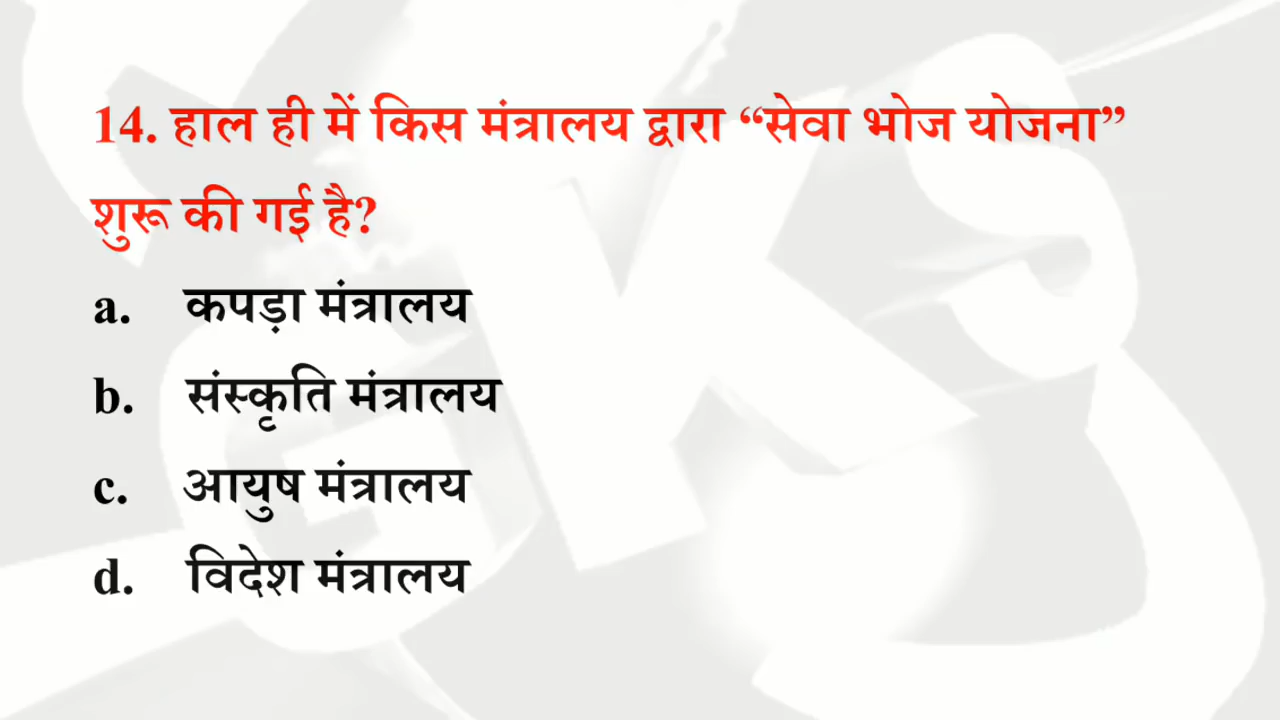 14. हाल ही में किस मंत्रालय द्वारा “सेवा भोज योजना”
शुरू की गई है?
a. कपड़ा मंत्रालय
b. संस्कृति मंत्रालय
c. आयुष मंत्रालय
d. विदेश मंत्रालय